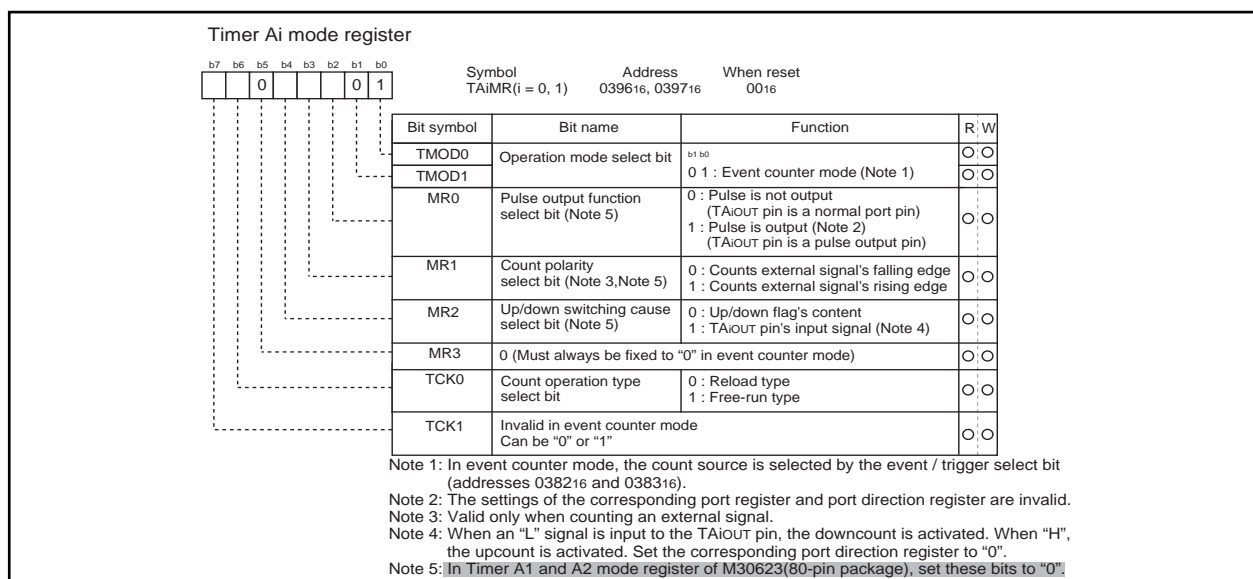 Timer Ai mode register
b7 b6 b5 b4 b3 b2 b1 b0
0 0 1
Symbol Address When reset
TAiMR(i = 0, 1) 039616, 039716 0016
Bit symbol Bit name Function R W
TMOD0 Operation mode select bit b1 b0
TMOD1 0 1 : Event counter mode (Note 1)
MR0 Pulse output function 0 : Pulse is not output
select bit (Note 5) (TAiOUT pin is a normal port pin)
1 : Pulse is output (Note 2)
(TAiOUT pin is a pulse output pin)
MR1 Count polarity 0 : Counts external signal's falling edge
select bit (Note 3,Note 5) 1 : Counts external signal's rising edge
MR2 Up/down switching cause 0 : Up/down flag's content
select bit (Note 5) 1 : TAiOUT pin's input signal (Note 4)
MR3 0 (Must always be fixed to “0” in event counter mode)
TCK0 Count operation type 0 : Reload type
select bit 1 : Free-run type
TCK1 Invalid in event counter mode
Can be “0” or “1”
Note 1: In event counter mode, the count source is selected by the event / trigger select bit
(addresses 038216 and 038316).
Note 2: The settings of the corresponding port register and port direction register are invalid.
Note 3: Valid only when counting an external signal.
Note 4: When an “L” signal is input to the TAiOUT pin, the downcount is activated. When “H”,
the upcount is activated. Set the corresponding port direction register to “0”.
Note 5: In Timer A1 and A2 mode register of M30623(80-pin package), set these bits to “0”.